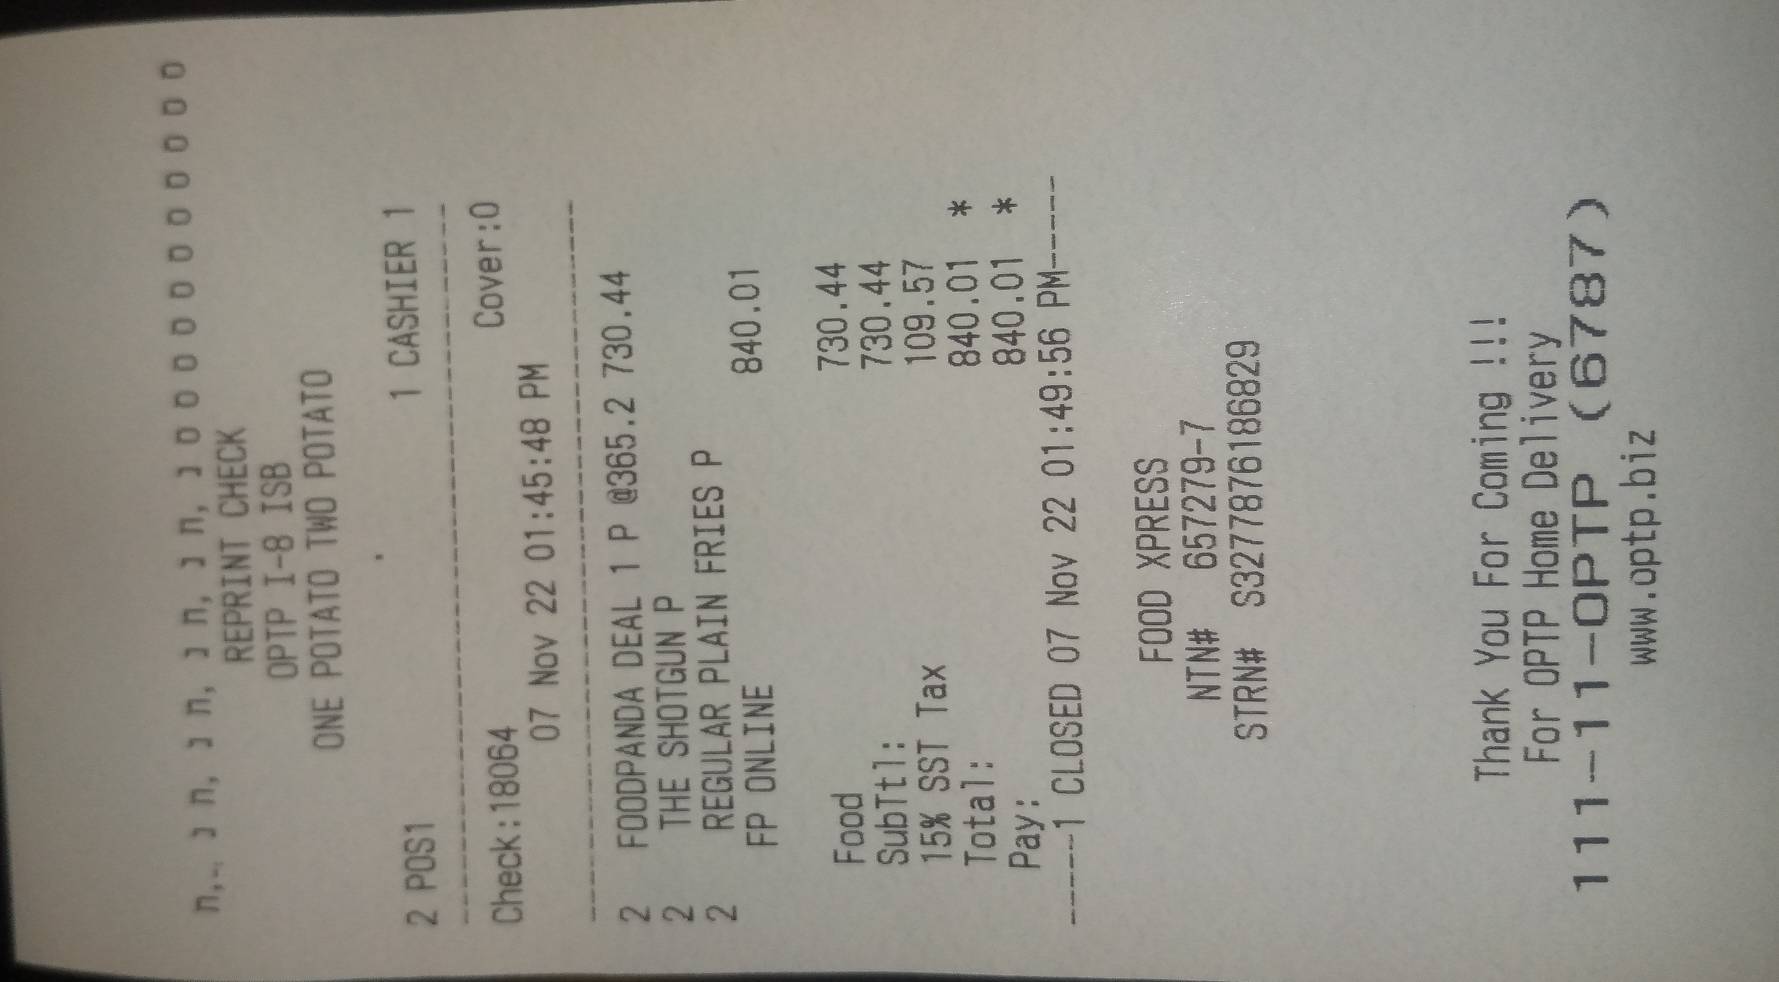 REPRINT CHECK
OPTP I-8 ISB
ONE POTATO TWO POTATO
2 POS1 1 CASHIER 1
Check:18064 Cover:0
07 Nov 22 01:45:48 PM
2 FOODPANDA DEAL 1 P @365.2 730.44
2 THE SHOTGUN P
2 REGULAR PLAIN FRIES P
FP ONLINE 840.01
Food 730.44
SubTtl: 730.44
15% SST Tax 109.57
Total: 840.01 *
Pay: 840.01 *
-----1 CLOSED 07 Nov 22 01:49:56 PM-----
FOOD XPRESS
NTN# 657279-7
STRN# S3277876186829
Thank You For Coming !!!
For OPTP Home Delivery
111-11-OPTP (6787)
www.optp.biz